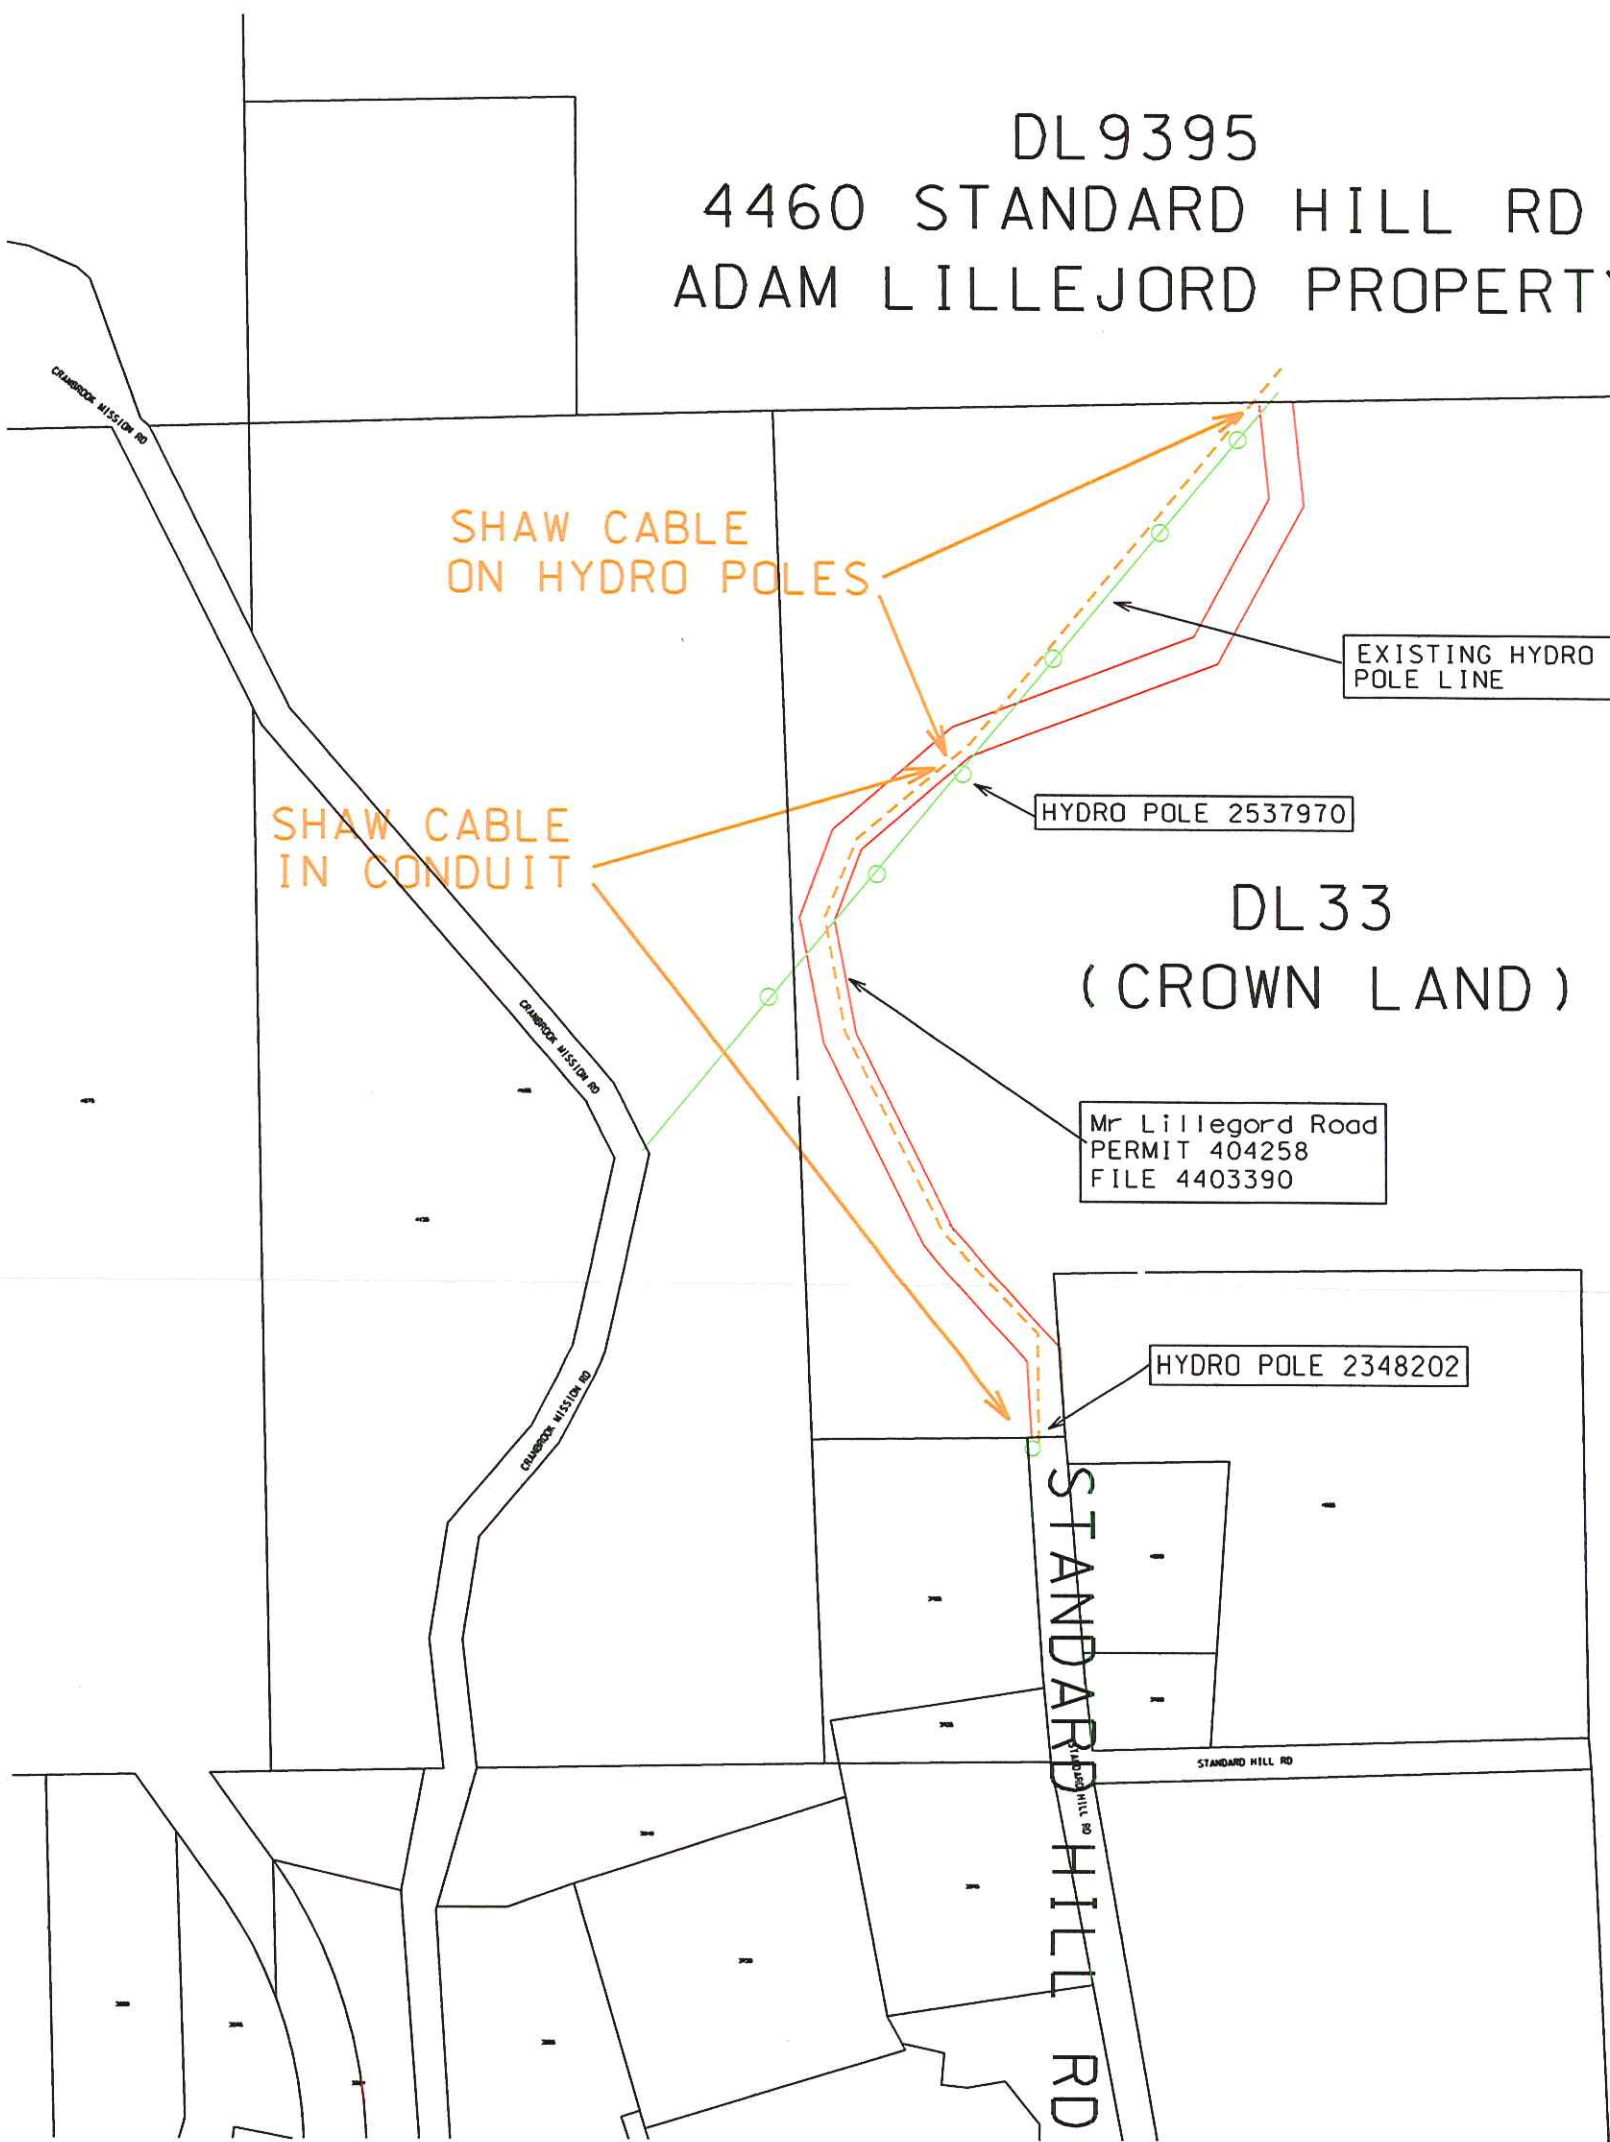 DL9395
4460 STANDARD HILL RD
ADAM LILLEJORD PROPERTY
CRANBROOK MISSION RD
SHAW CABLE
ON HYDRO POLES
EXISTING HYDRO
POLE LINE
HYDRO POLE 2537970
SHAW CABLE
IN CONDUIT
DL33
(CROWN LAND)
CRANBROOK MISSION RD
Mr Lillegord Road
PERMIT 404258
FILE 4403390
HYDRO POLE 2348202
CRANBROOK MISSION RD
STANDARD HILL RD
STANDARD HILL RD
STANDARD HILL RD